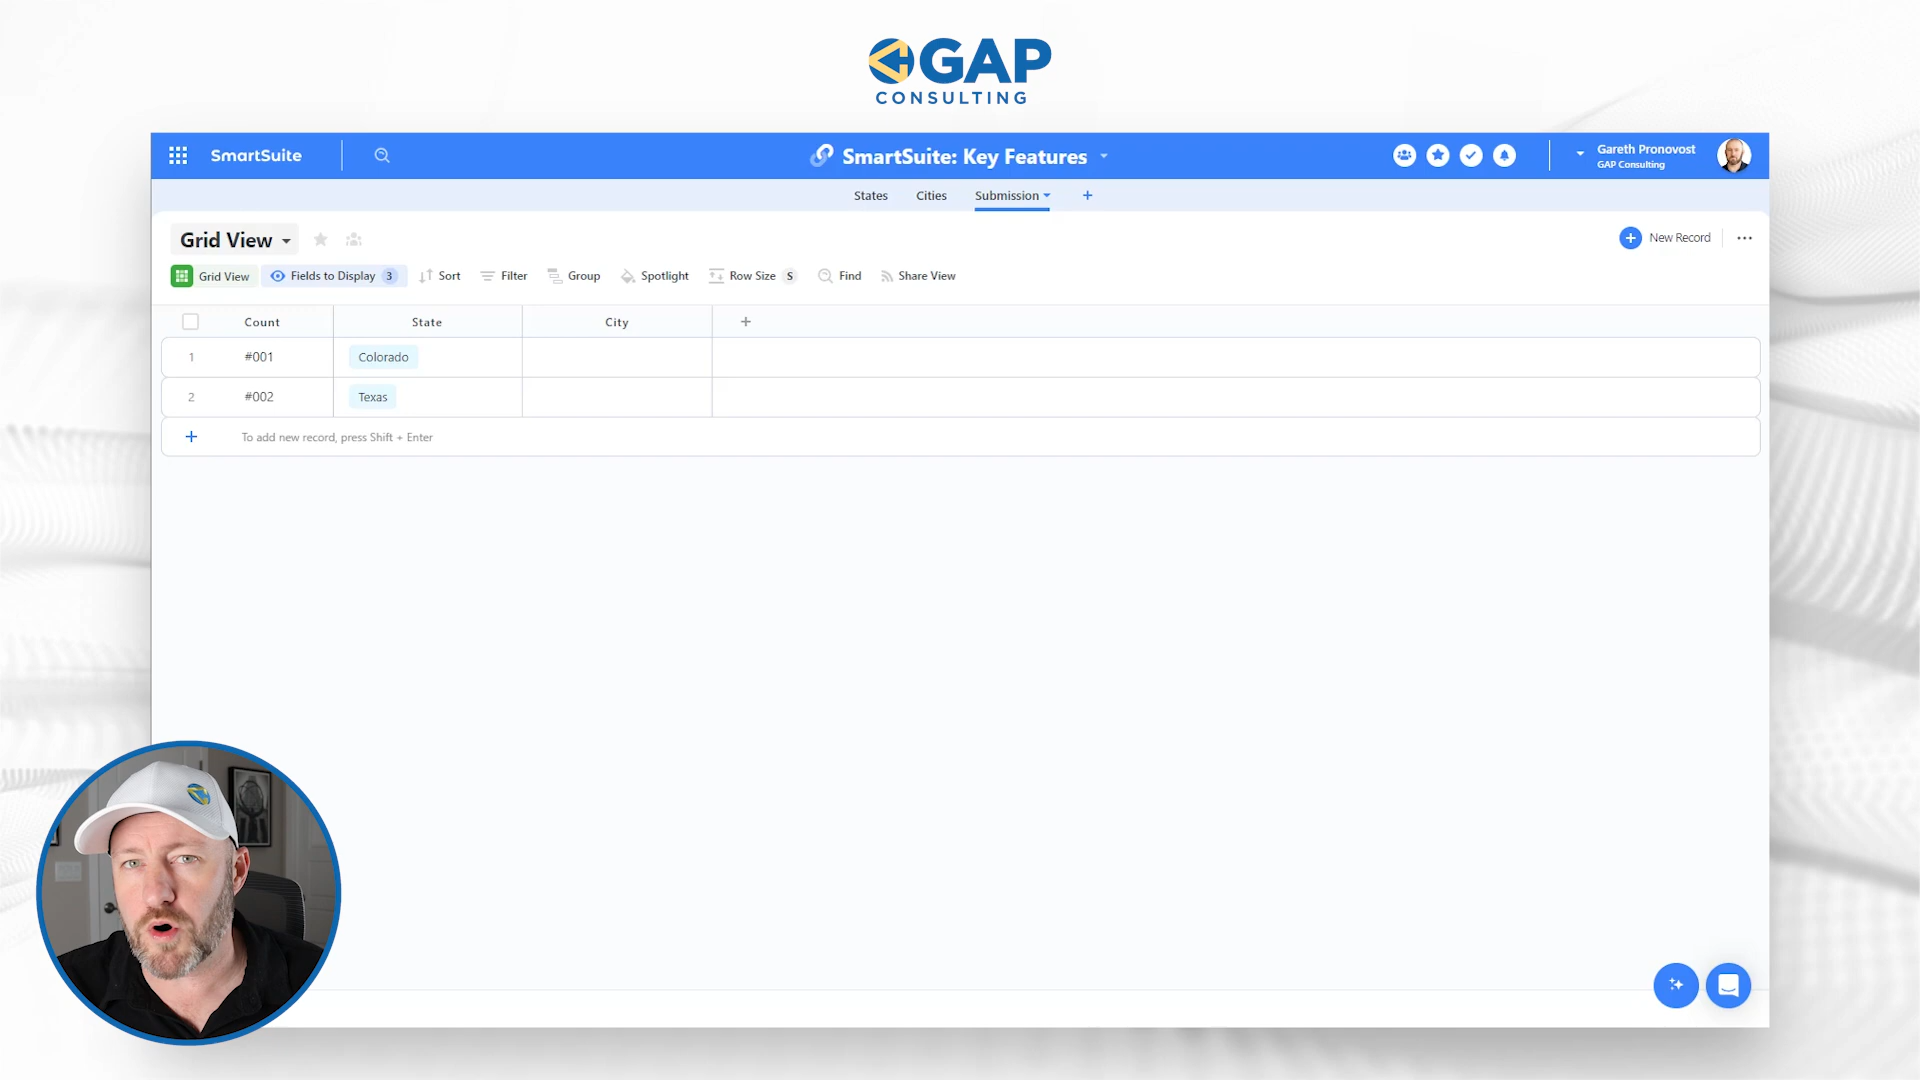 GAP
CONSULTING
SmartSuite
SmartSuite: Key Features
Gareth Pronovost
GAP Consulting
States Cities Submission
Grid View
New Record
Grid View Fields to Display 3 Sort Filter Group Spotlight Row Size S Find Share View
Count State City
1 #001 Colorado
2 #002 Texas
To add new record, press Shift + Enter